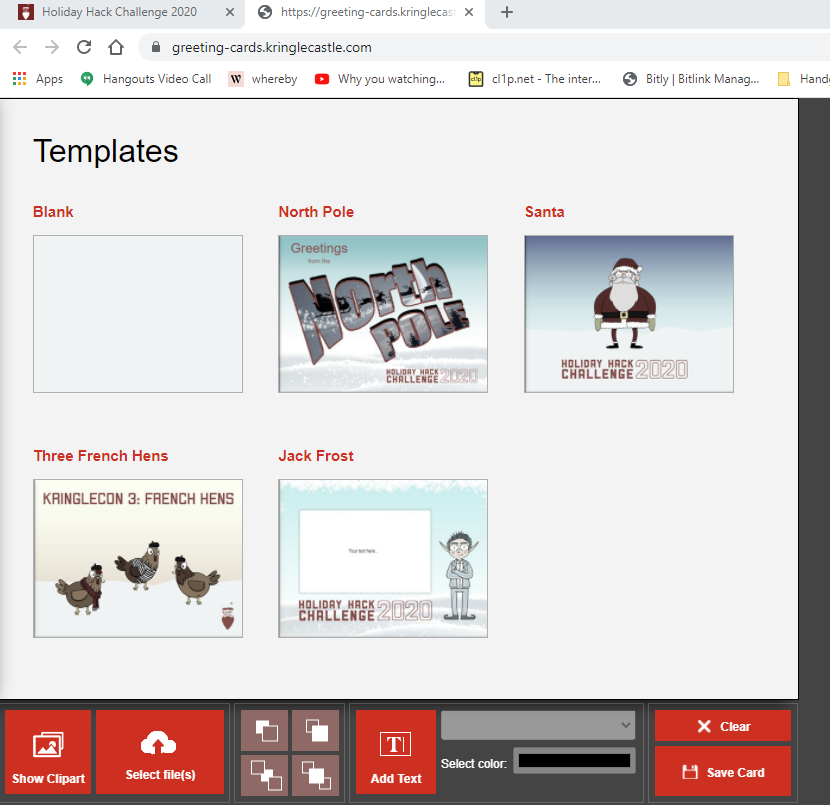 Holiday Hack Challenge 2020
https://greeting-cards.kringlecast
greeting-cards.kringlecastle.com
Apps
Hangouts Video Call
W
whereby
Why you watching...
cl1p
cl1p.net - The inter...
Bitly | Bitlink Manag...
Hand
Templates
Blank
North Pole
Santa
Greetings
from the
North
POLE
HOLIDAY HACK
CHALLENGE 2020
HOLIDAY HACK
CHALLENGE 2020
Three French Hens
Jack Frost
KRINGLECON 3: FRENCH HENS
Your text here...
HOLIDAY HACK
CHALLENGE 2020
Show Clipart
Select file(s)
T
Add Text
Select color:
Clear
Save Card